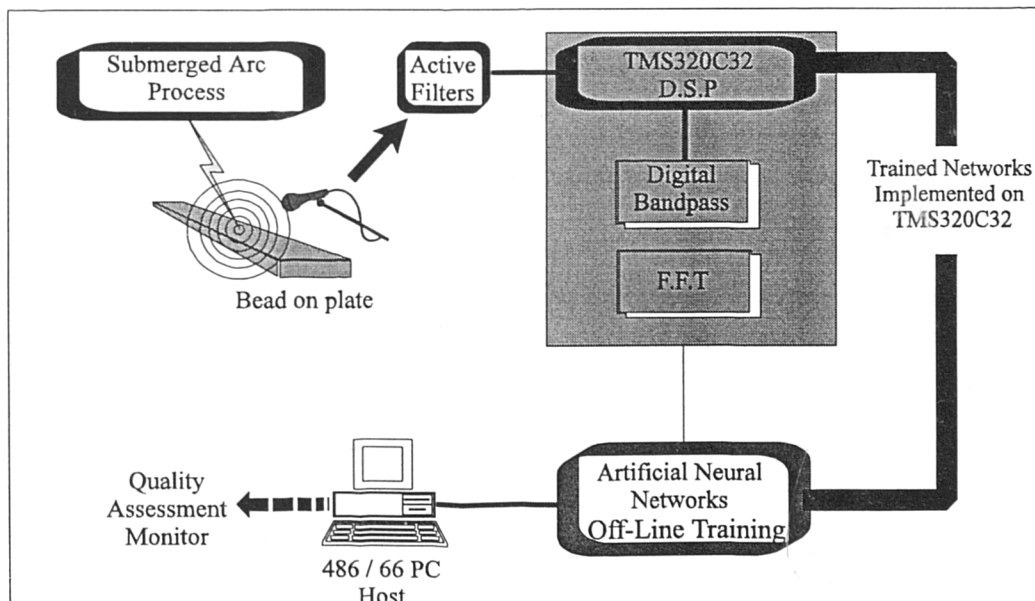 Submerged Arc
Process
Active
Filters
TMS320C32
D.S.P
Digital
Bandpass
F.F.T
Trained Networks
Implemented on
TMS320C32
Bead on plate
Artificial Neural
Networks
Off-Line Training
Quality
Assessment
Monitor
486 / 66 PC
Host